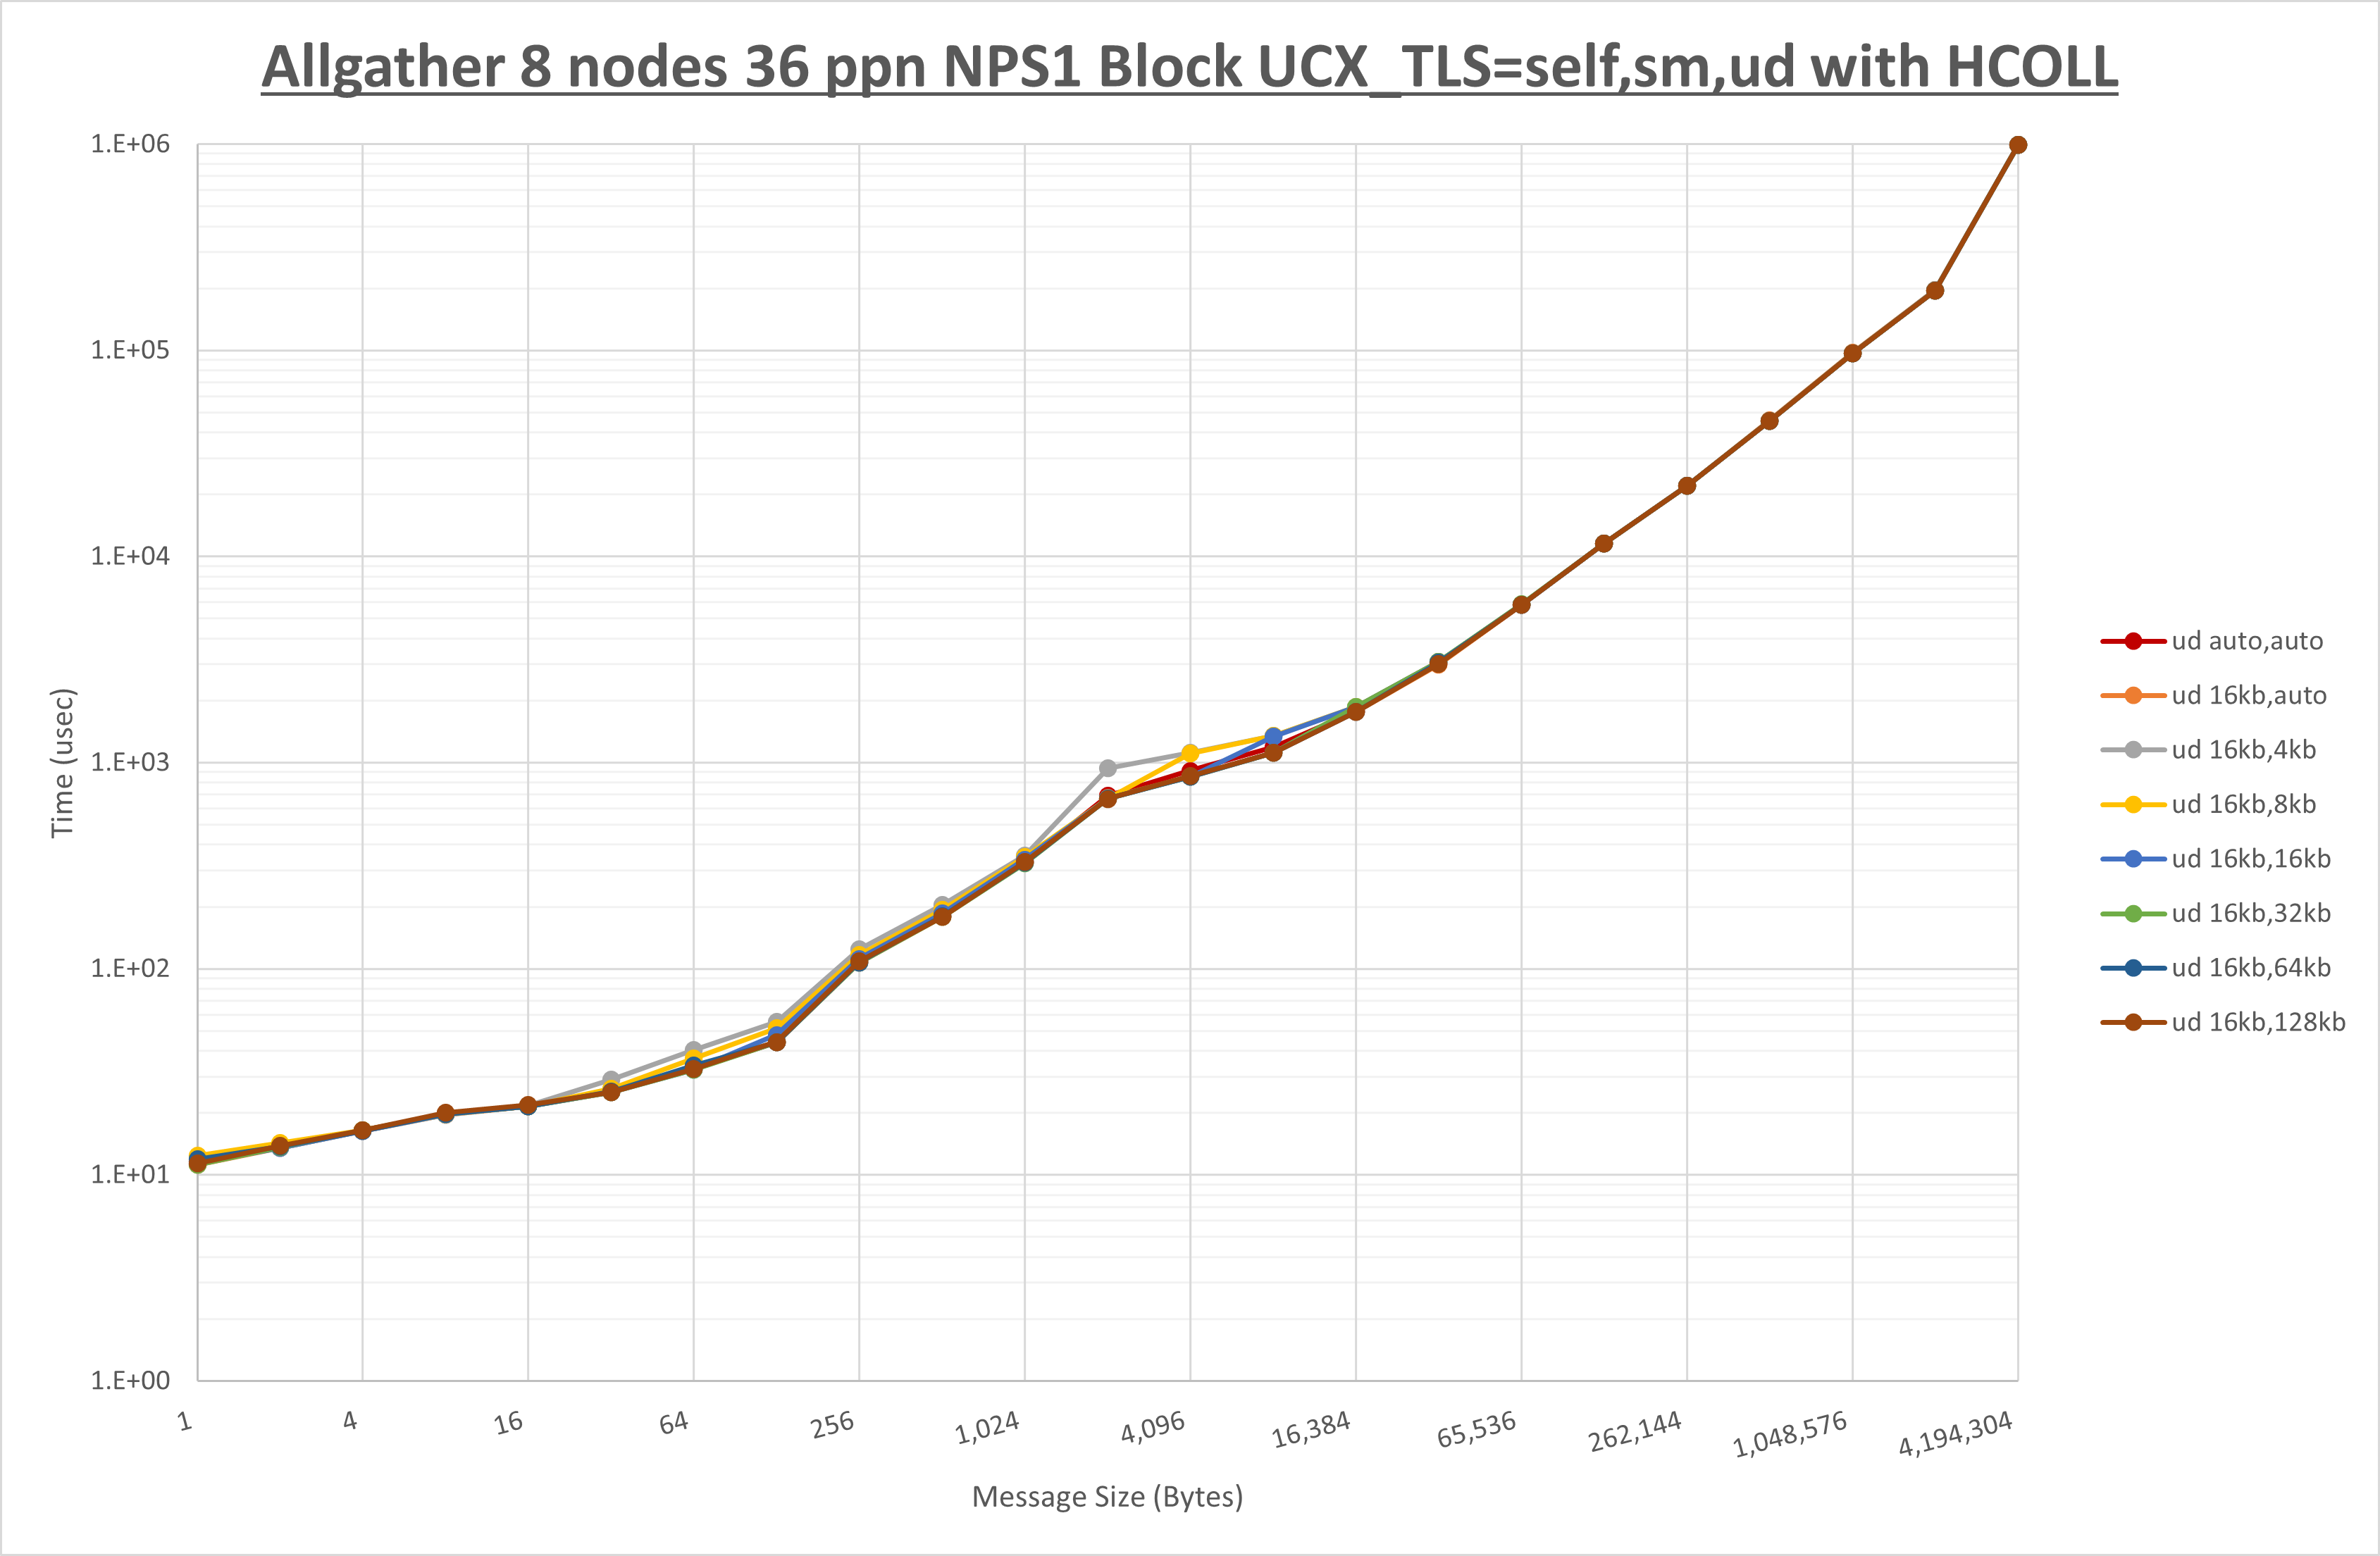 Allgather 8 nodes 36 ppn NPS1 Block UCX_TLS=self,sm,ud with HCOLL
1.E+06
1.E+05
1.E+04
1.E+03
1.E+02
1.E+01
1.E+00
Time (usec)
1
4
16
64
256
1,024
4,096
16,384
65,536
262,144
1,048,576
4,194,304
Message Size (Bytes)
ud auto,auto
ud 16kb,auto
ud 16kb,4kb
ud 16kb,8kb
ud 16kb,16kb
ud 16kb,32kb
ud 16kb,64kb
ud 16kb,128kb